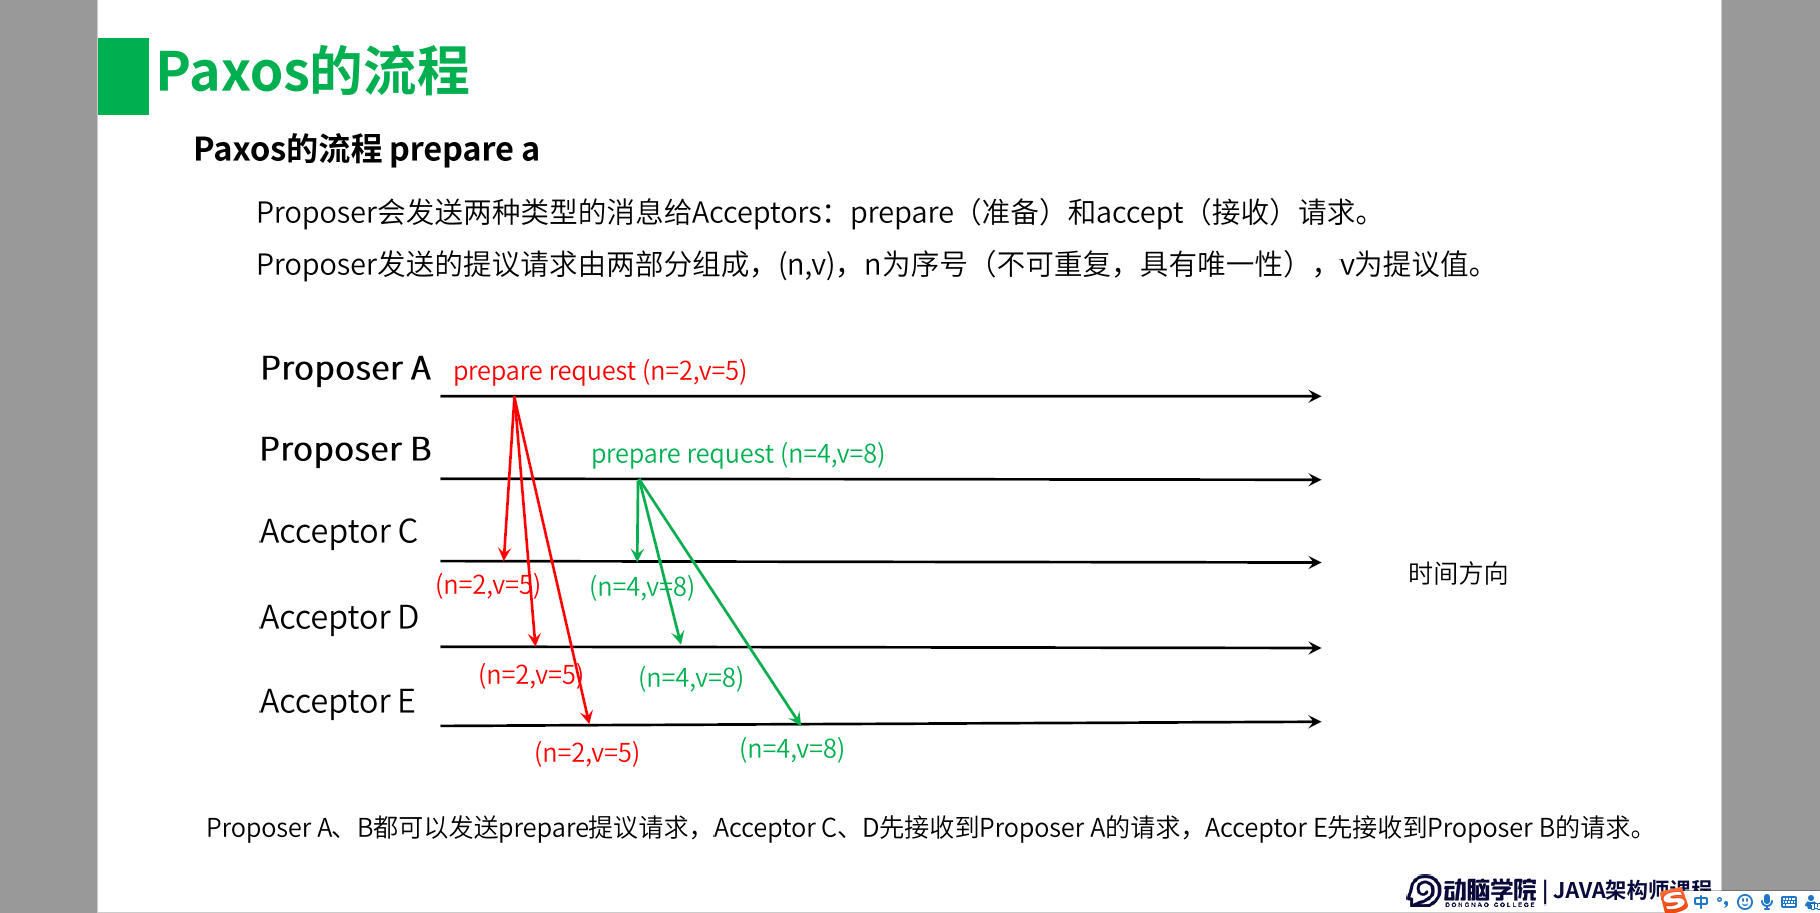 Paxos的流程
Paxos的流程 prepare a
Proposer会发送两种类型的消息给Acceptors：prepare（准备）和accept（接收）请求。
Proposer发送的提议请求由两部分组成，(n,v)，n为序号（不可重复，具有唯一性），v为提议值。
Proposer A
prepare request (n=2,v=5)
Proposer B
prepare request (n=4,v=8)
Acceptor C
(n=2,v=5)
(n=4,v=8)
时间方向
Acceptor D
(n=2,v=5)
(n=4,v=8)
Acceptor E
(n=2,v=5)
(n=4,v=8)
Proposer A、B都可以发送prepare提议请求，Acceptor C、D先接收到Proposer A的请求，Acceptor E先接收到Proposer B的请求。
动脑学院 | JAVA架构师课程
DONGNAO COLLEGE
中